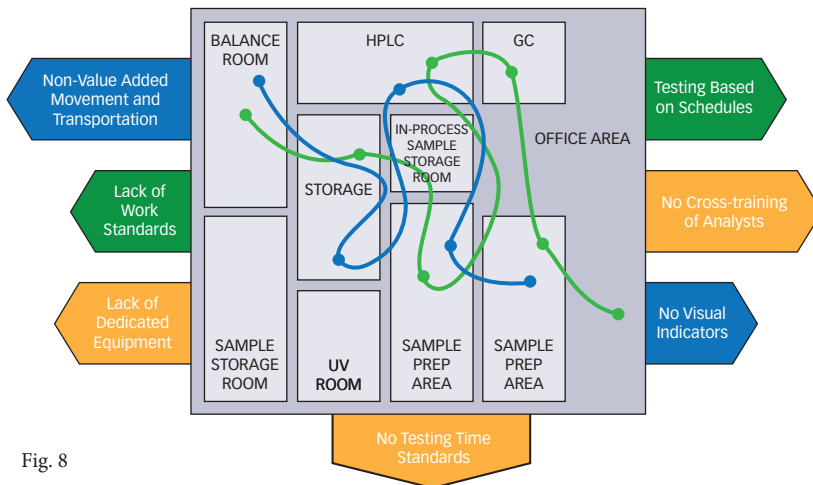 BALANCE
ROOM
HPLC
GC
Non-Value Added
Movement and
Transportation
Testing Based
on Schedules
IN-PROCESS
SAMPLE
STORAGE
ROOM
OFFICE AREA
STORAGE
Lack of
Work
Standards
No Cross-training
of Analysts
Lack of
Dedicated
Equipment
No Visual
Indicators
SAMPLE
STORAGE
ROOM
UV
ROOM
SAMPLE
PREP
AREA
SAMPLE
PREP
AREA
No Testing Time
Standards
Fig. 8